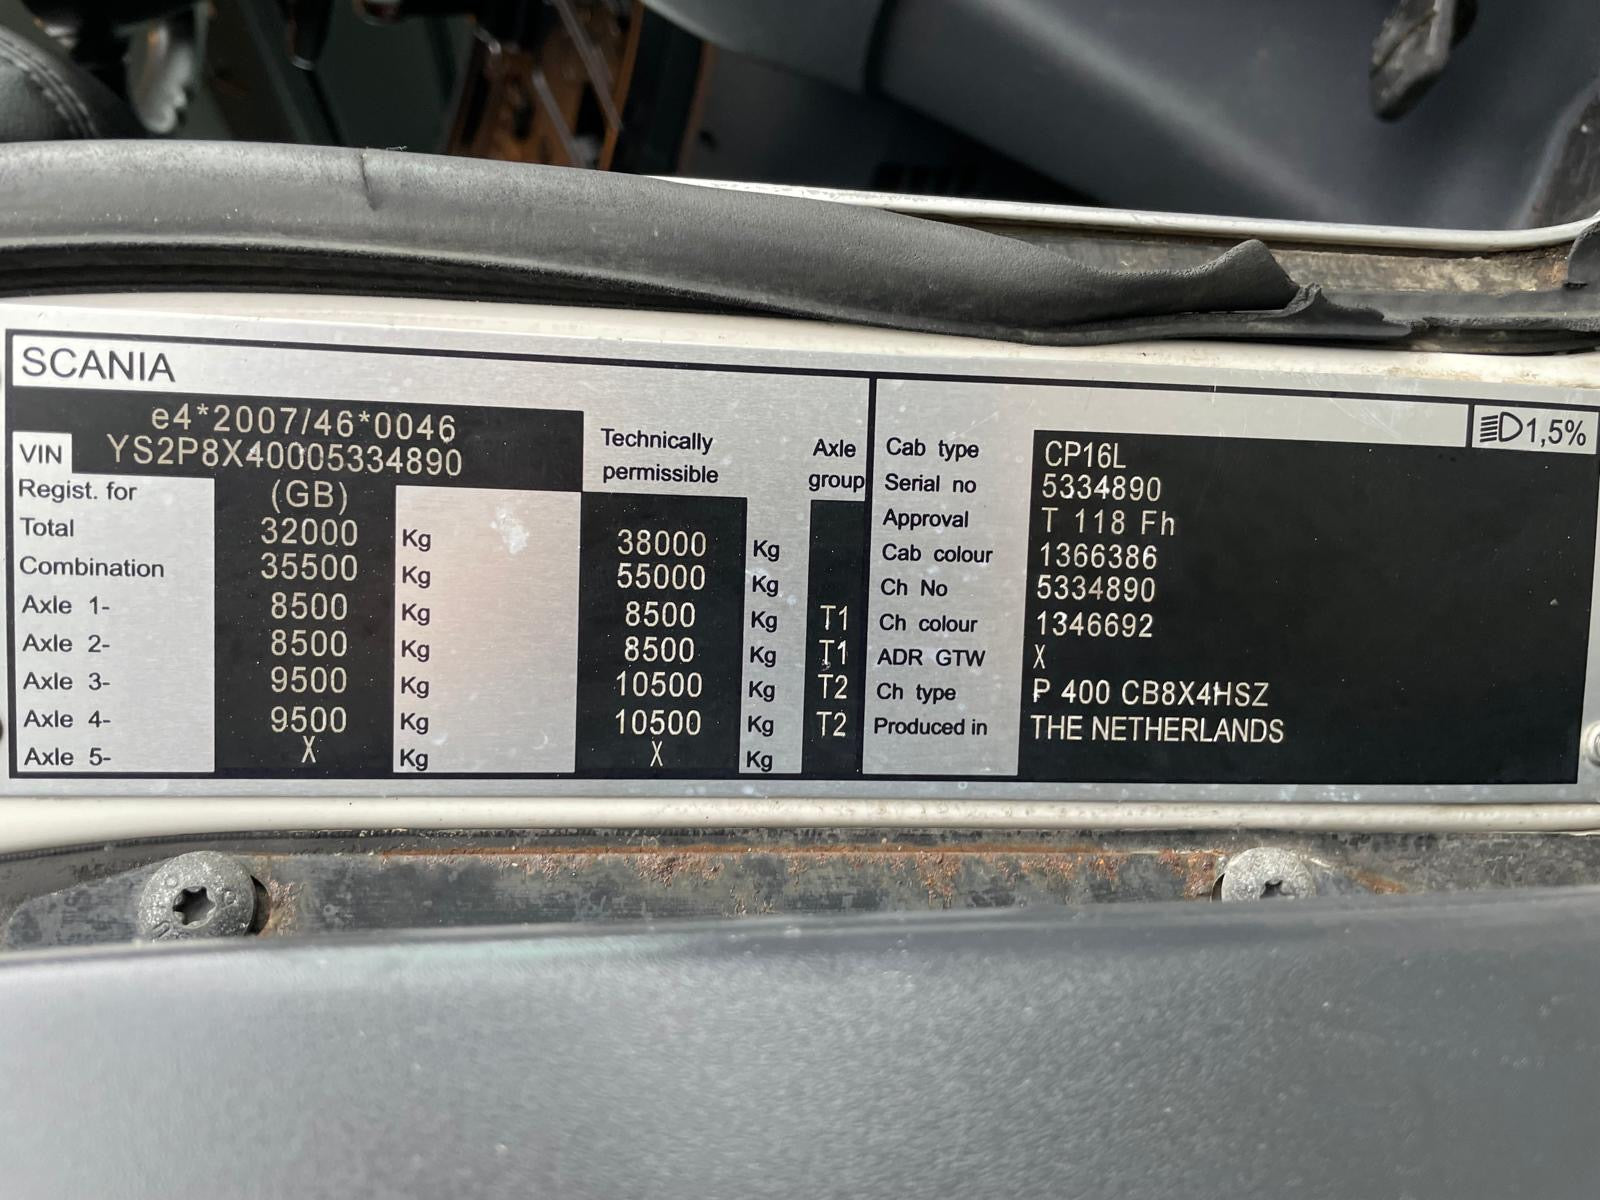 SCANIA
e4*2007/46*0046
VIN YS2P8X40005334890
Regist. for (GB)
Technically permissible
Axle group
Total 32000 Kg 38000 Kg
Combination 35500 Kg 55000 Kg
Axle 1- 8500 Kg 8500 Kg T1
Axle 2- 8500 Kg 8500 Kg T1
Axle 3- 9500 Kg 10500 Kg T2
Axle 4- 9500 Kg 10500 Kg T2
Axle 5- X Kg X Kg
1,5%
Cab type CP16L
Serial no 5334890
Approval T 118 Fh
Cab colour 1366386
Ch No 5334890
Ch colour 1346692
ADR GTW X
Ch type P 400 CB8X4HSZ
Produced in THE NETHERLANDS